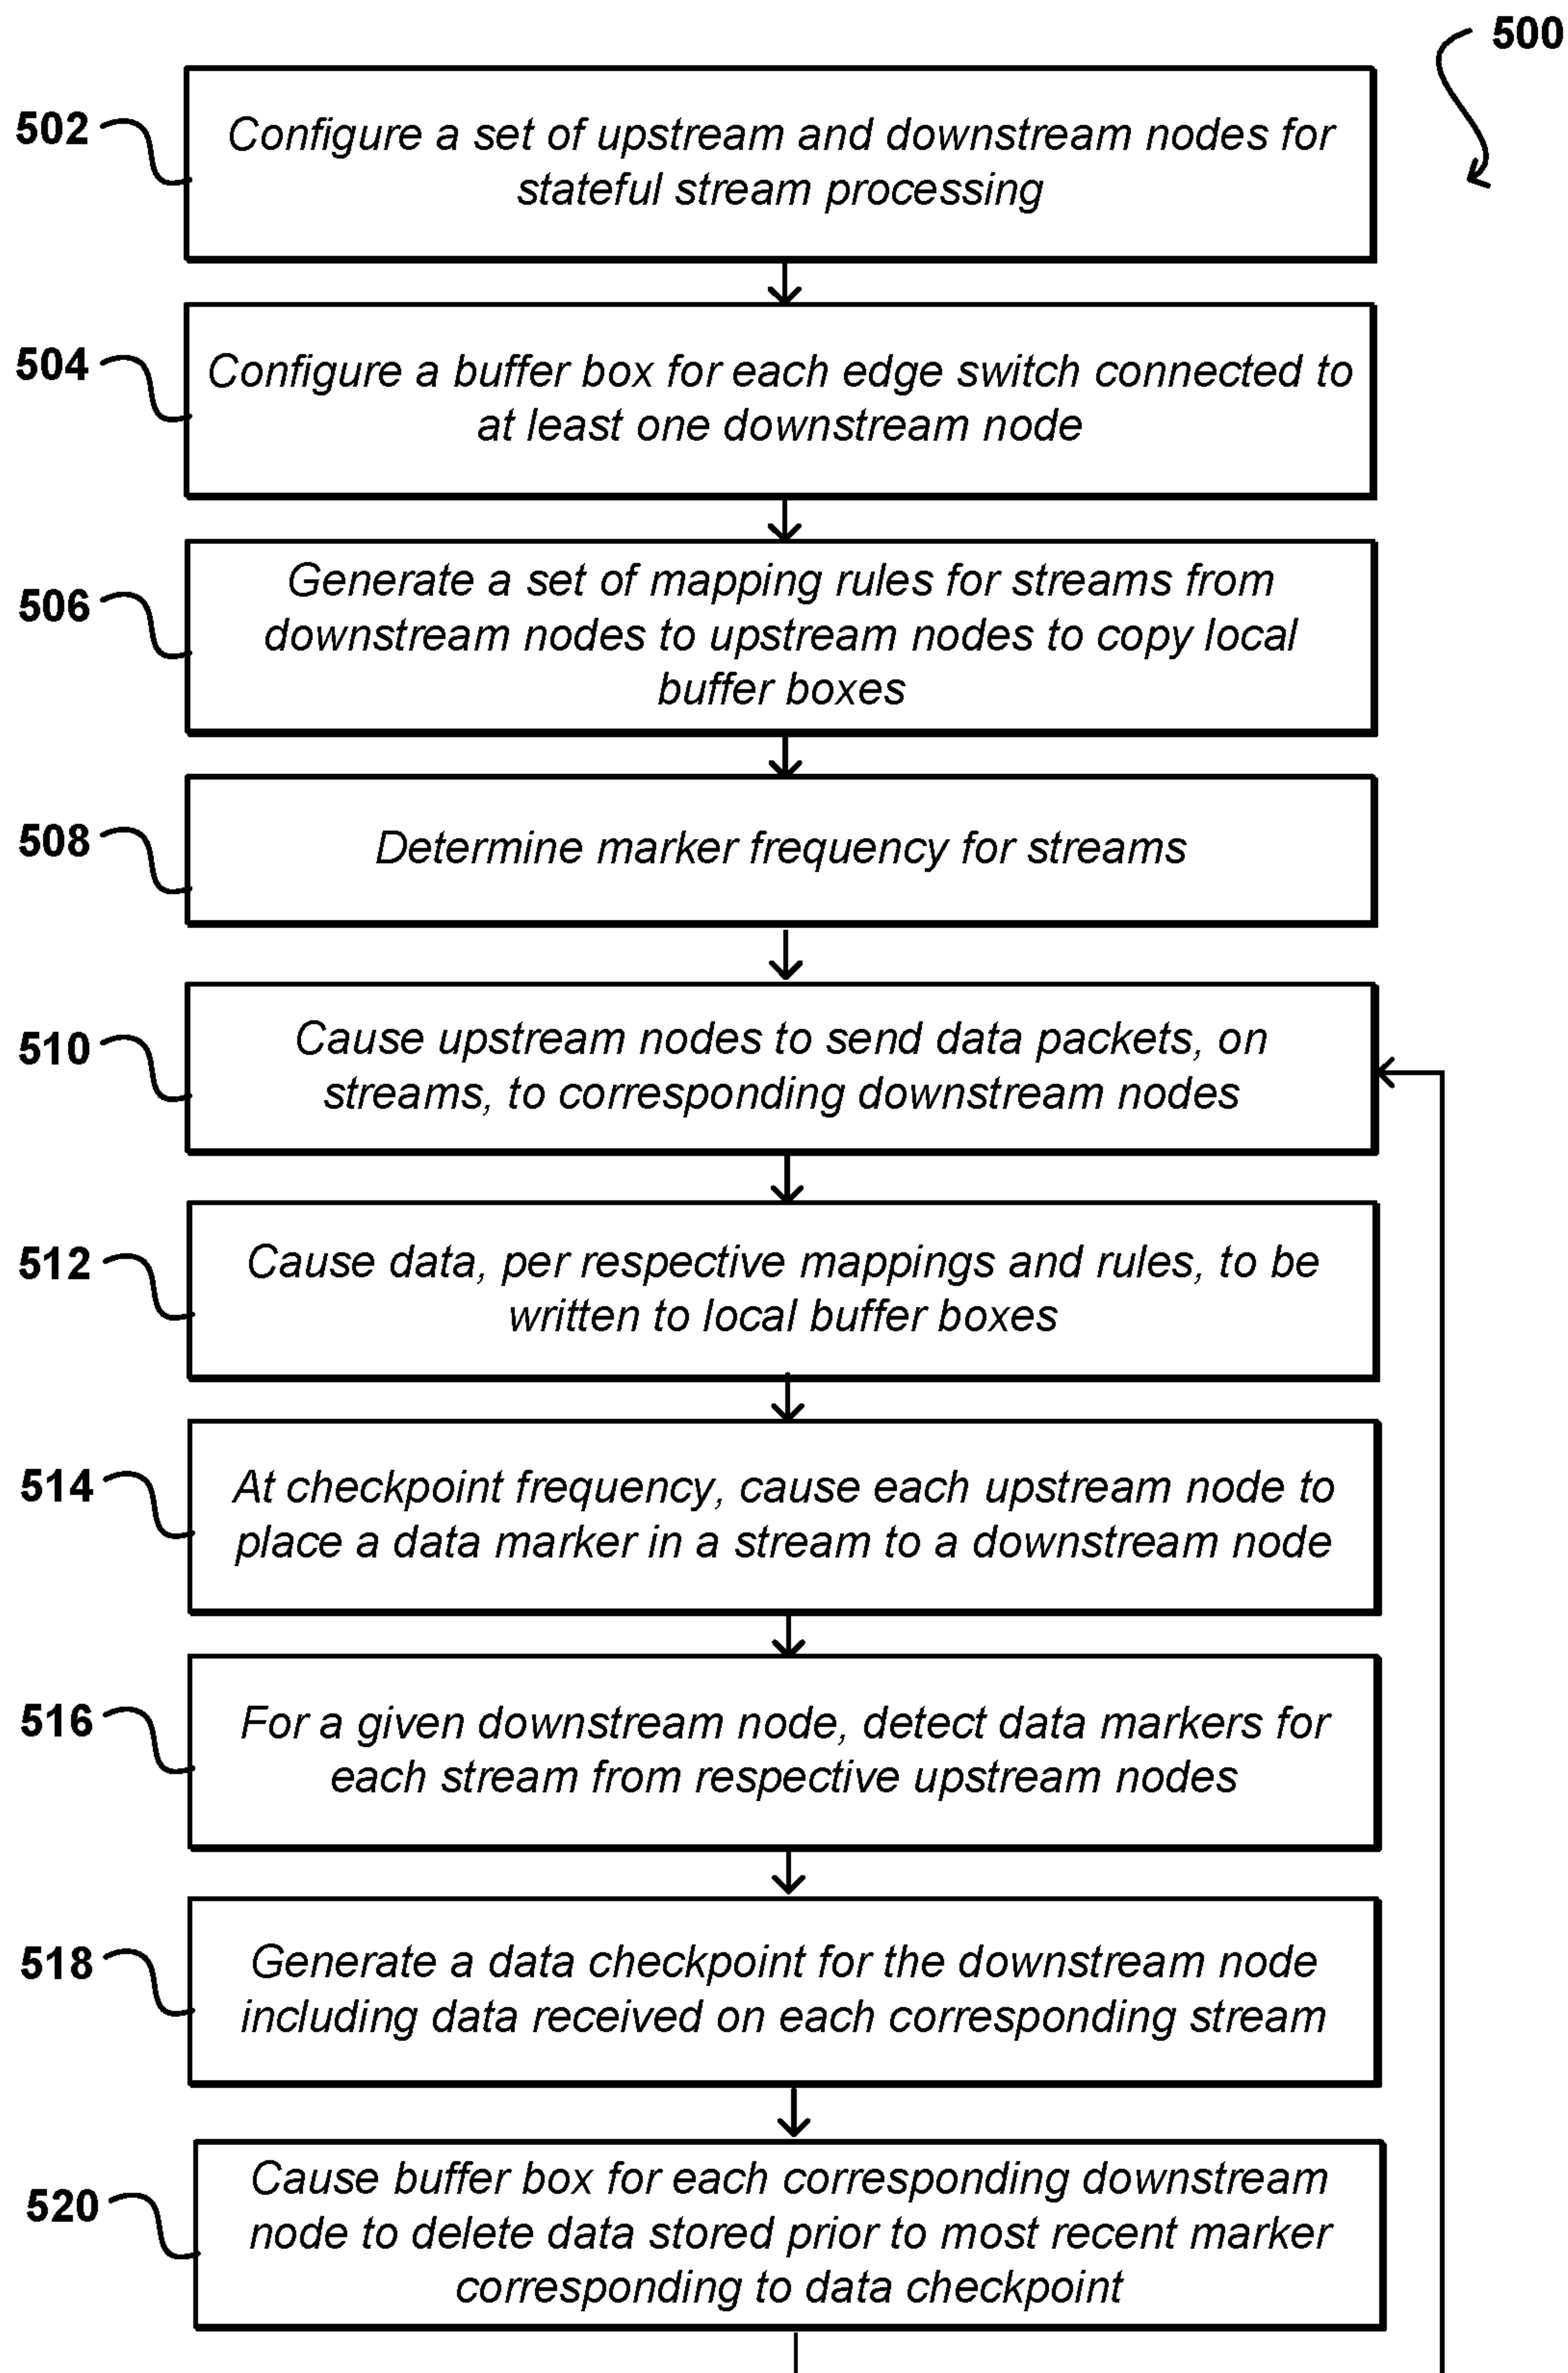 500
502
Configure a set of upstream and downstream nodes for
stateful stream processing
504
Configure a buffer box for each edge switch connected to
at least one downstream node
506
Generate a set of mapping rules for streams from
downstream nodes to upstream nodes to copy local
buffer boxes
508
Determine marker frequency for streams
510
Cause upstream nodes to send data packets, on
streams, to corresponding downstream nodes
512
Cause data, per respective mappings and rules, to be
written to local buffer boxes
514
At checkpoint frequency, cause each upstream node to
place a data marker in a stream to a downstream node
516
For a given downstream node, detect data markers for
each stream from respective upstream nodes
518
Generate a data checkpoint for the downstream node
including data received on each corresponding stream
520
Cause buffer box for each corresponding downstream
node to delete data stored prior to most recent marker
corresponding to data checkpoint